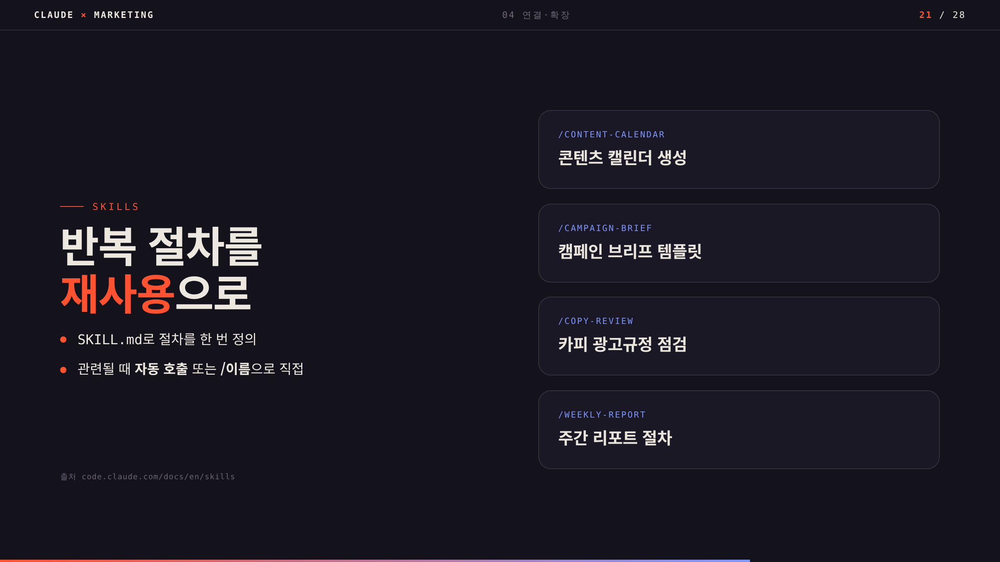 CLAUDE × MARKETING
04 연결·확장
21 / 28
SKILLS
반복 절차를
재사용으로
SKILL.md로 절차를 한 번 정의
관련될 때 자동 호출 또는 /이름으로 직접
출처 code.claude.com/docs/en/skills
/CONTENT-CALENDAR
콘텐츠 캘린더 생성
/CAMPAIGN-BRIEF
캠페인 브리프 템플릿
/COPY-REVIEW
카피 광고규정 점검
/WEEKLY-REPORT
주간 리포트 절차